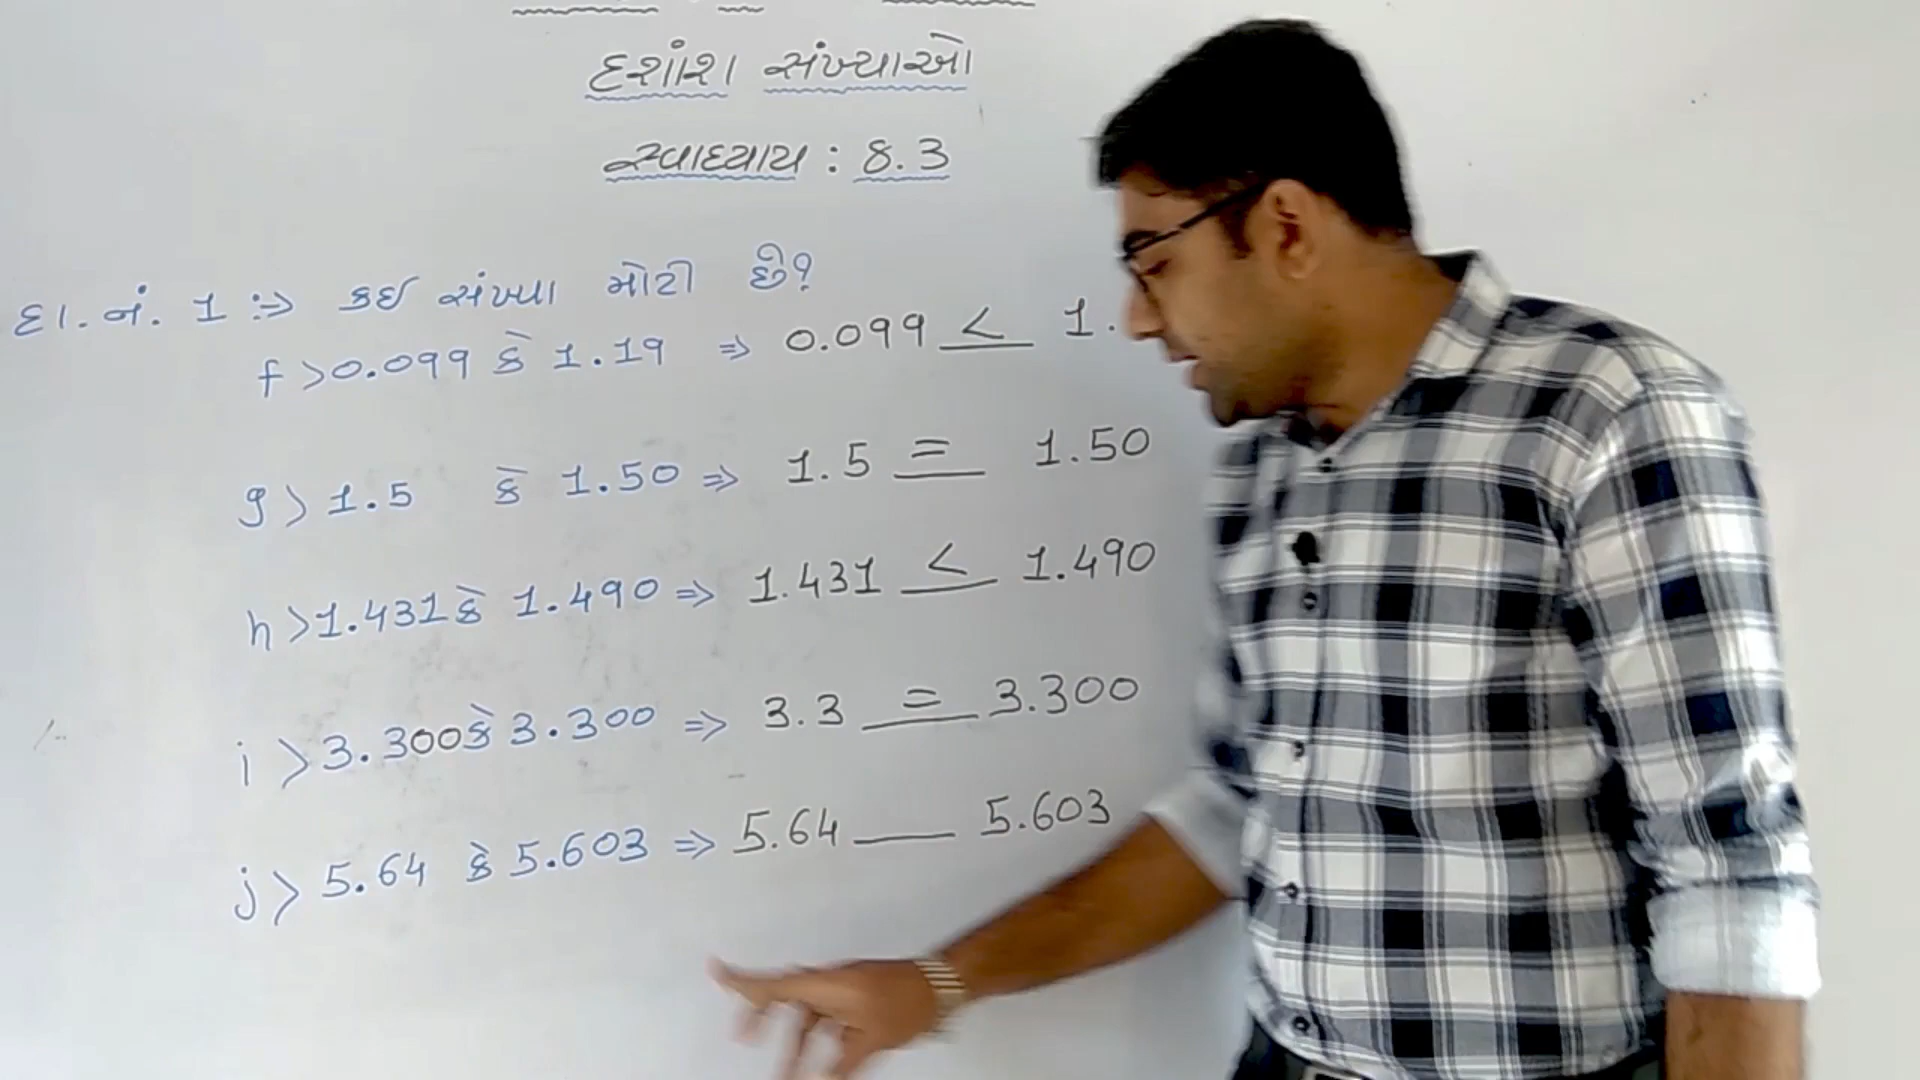 દશાંશ સંખ્યાઓ
સ્વાધ્યાય : 8.3
દા.નં. 1 :⇒ કઈ સંખ્યા મોટી છે?
f > 0.099 કે 1.19 ⇒ 0.099 < 1.
g > 1.5 કે 1.50 ⇒ 1.5 = 1.50
h > 1.431 કે 1.490 ⇒ 1.431 < 1.490
i > 3.300 કે 3.300 ⇒ 3.3 = 3.300
j > 5.64 કે 5.603 ⇒ 5.64 ___ 5.603